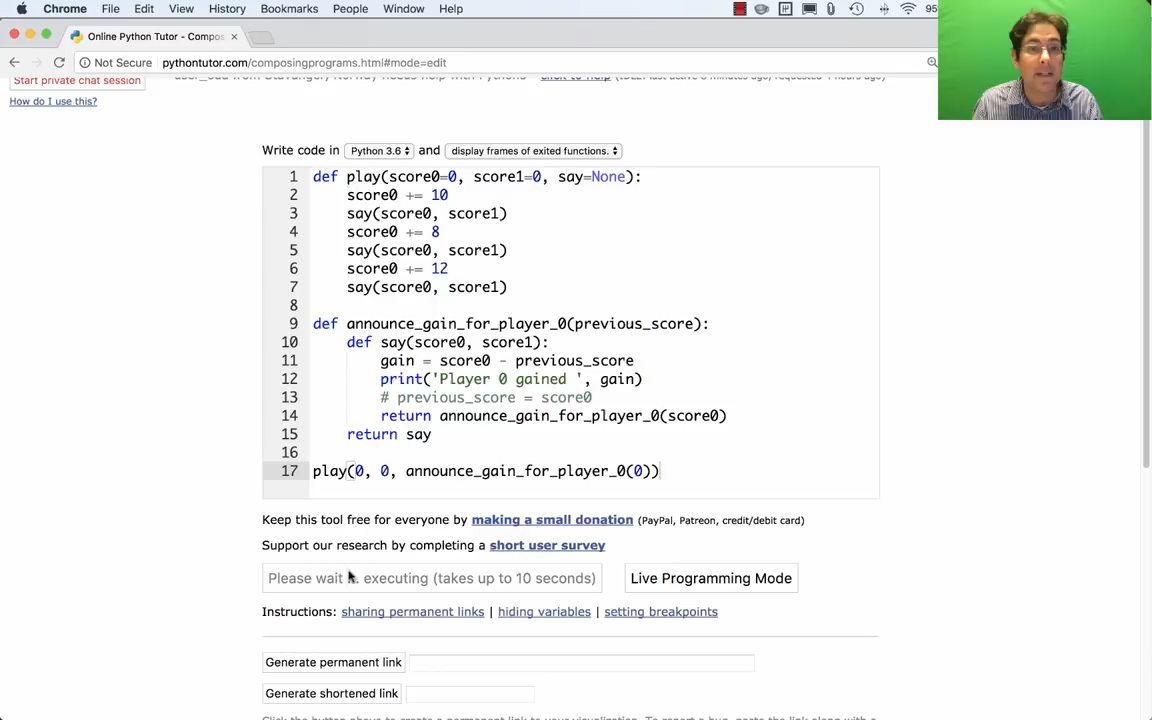 Chrome File Edit View History Bookmarks People Window Help 95
Online Python Tutor - Compos
Not Secure pythontutor.com/composingprograms.html#mode=edit
Start private chat session
How do I use this?
Write code in Python 3.6 and display frames of exited functions.
1 def play(score0=0, score1=0, say=None):
2 score0 += 10
3 say(score0, score1)
4 score0 += 8
5 say(score0, score1)
6 score0 += 12
7 say(score0, score1)
8
9 def announce_gain_for_player_0(previous_score):
10 def say(score0, score1):
11 gain = score0 - previous_score
12 print('Player 0 gained ', gain)
13 # previous_score = score0
14 return announce_gain_for_player_0(score0)
15 return say
16
17 play(0, 0, announce_gain_for_player_0(0))
Keep this tool free for everyone by making a small donation (PayPal, Patreon, credit/debit card)
Support our research by completing a short user survey
Please wait ... executing (takes up to 10 seconds) Live Programming Mode
Instructions: sharing permanent links | hiding variables | setting breakpoints
Generate permanent link
Generate shortened link